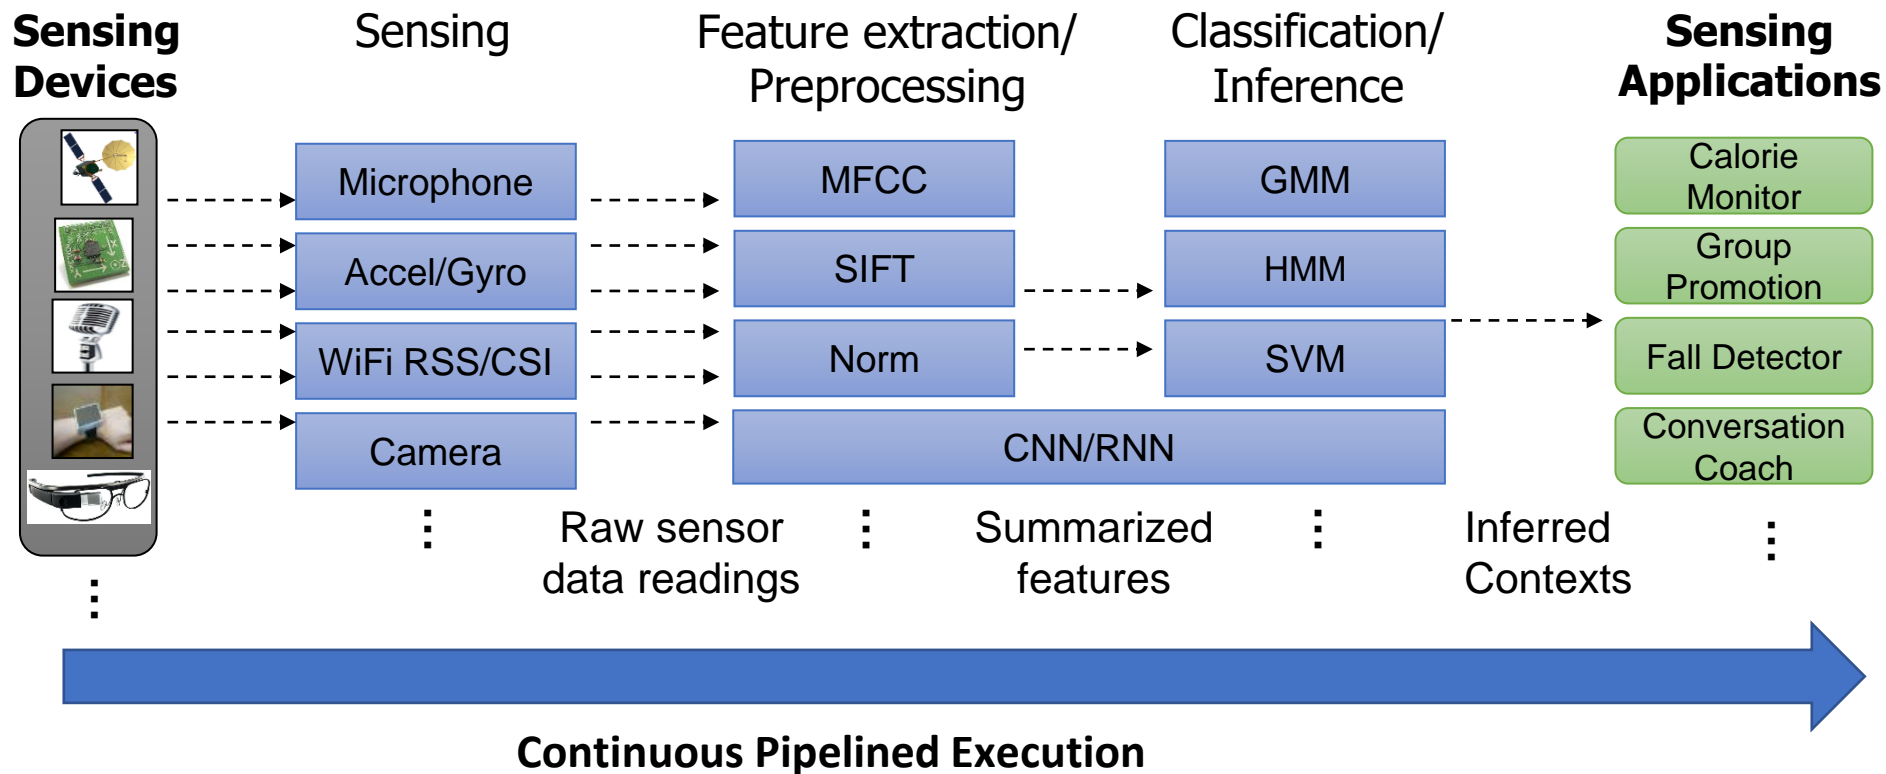 Sensing
Devices
Sensing
Feature extraction/
Preprocessing
Classification/
Inference
Sensing
Applications
Microphone
Accel/Gyro
WiFi RSS/CSI
Camera
⋮
MFCC
SIFT
Norm
GMM
HMM
SVM
CNN/RNN
Calorie
Monitor
Group
Promotion
Fall Detector
Conversation
Coach
Raw sensor
data readings
Summarized
features
Inferred
Contexts
Continuous Pipelined Execution